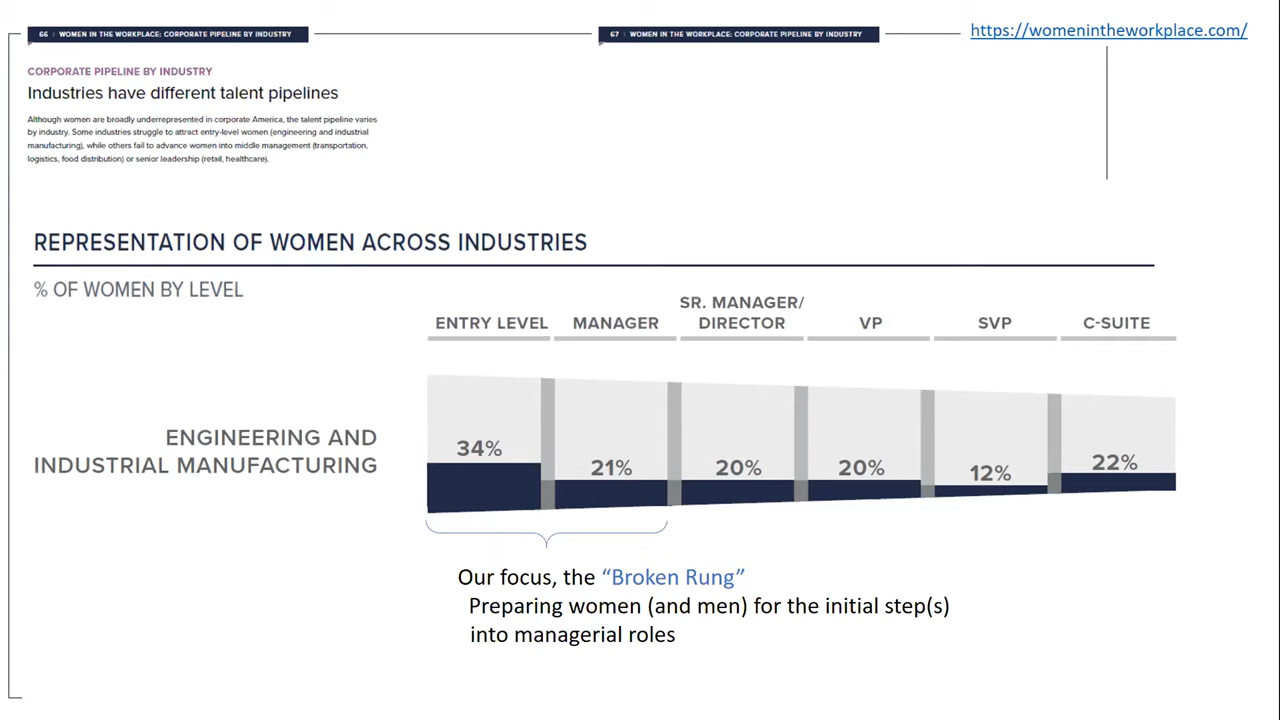 66 | WOMEN IN THE WORKPLACE: CORPORATE PIPELINE BY INDUSTRY
67 | WOMEN IN THE WORKPLACE: CORPORATE PIPELINE BY INDUSTRY
https://womenintheworkplace.com/
CORPORATE PIPELINE BY INDUSTRY
Industries have different talent pipelines
Although women are broadly underrepresented in corporate America, the talent pipeline varies
by industry. Some industries struggle to attract entry-level women (engineering and industrial
manufacturing), while others fail to advance women into middle management (transportation,
logistics, food distribution) or senior leadership (retail, healthcare).
REPRESENTATION OF WOMEN ACROSS INDUSTRIES
% OF WOMEN BY LEVEL
ENTRY LEVEL
MANAGER
SR. MANAGER/
DIRECTOR
VP
SVP
C-SUITE
ENGINEERING AND
INDUSTRIAL MANUFACTURING
34%
21%
20%
20%
12%
22%
Our focus, the “Broken Rung”
Preparing women (and men) for the initial step(s)
into managerial roles